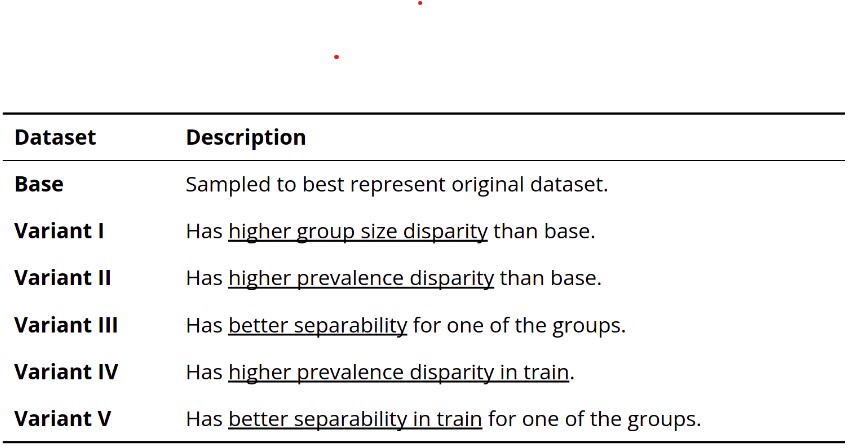 Dataset Description
Base Sampled to best represent original dataset.
Variant I Has higher group size disparity than base.
Variant II Has higher prevalence disparity than base.
Variant III Has better separability for one of the groups.
Variant IV Has higher prevalence disparity in train.
Variant V Has better separability in train for one of the groups.